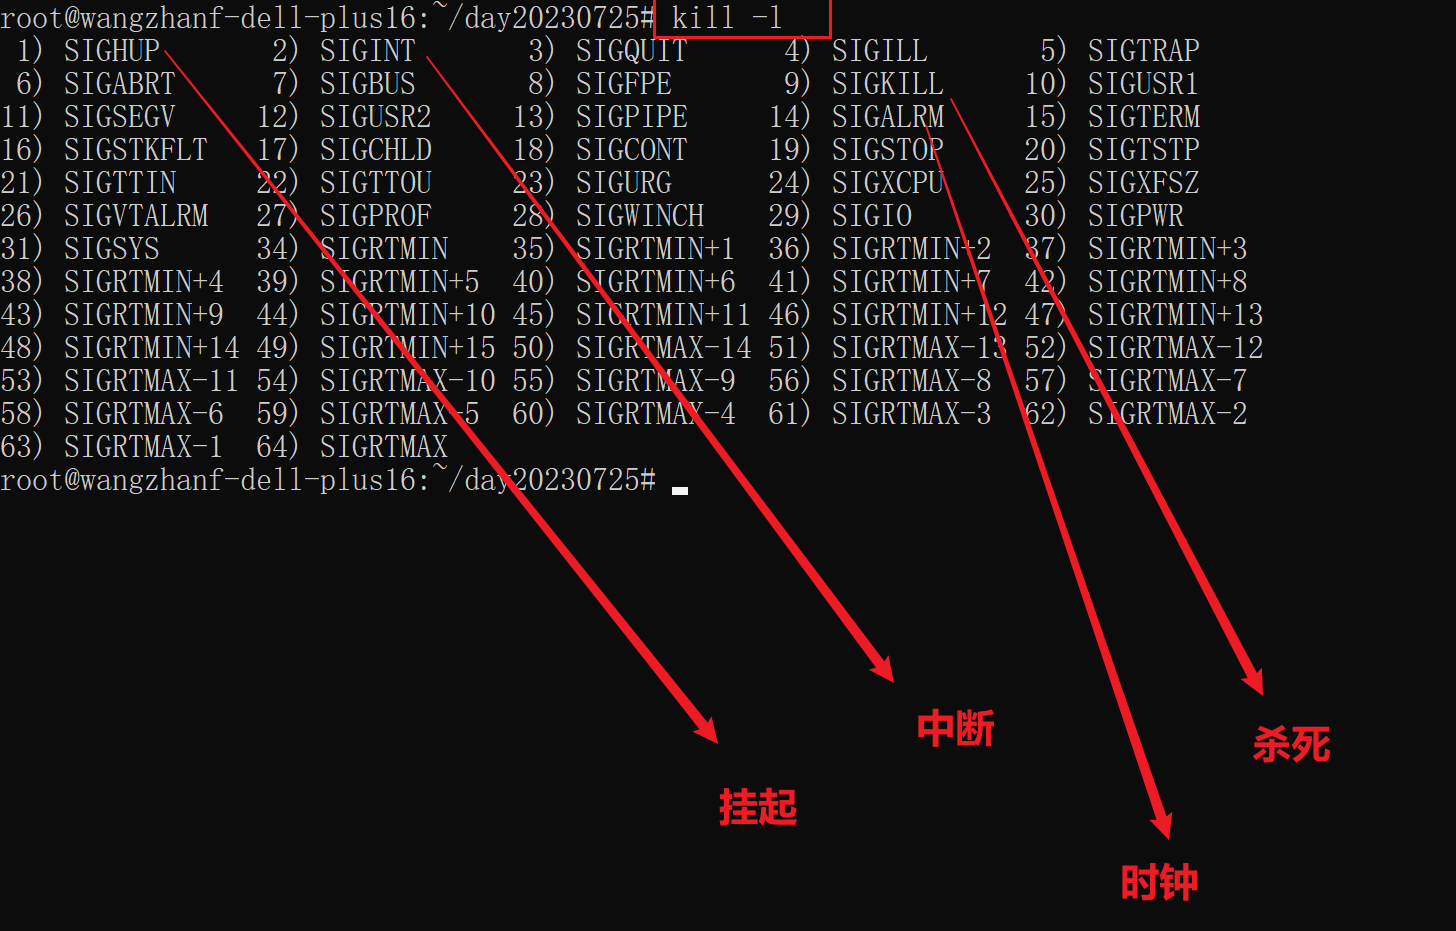 root@wangzhanf-dell-plus16:~/day20230725# kill -l
 1) SIGHUP       2) SIGINT       3) SIGQUIT      4) SIGILL       5) SIGTRAP
 6) SIGABRT      7) SIGBUS       8) SIGFPE       9) SIGKILL     10) SIGUSR1
11) SIGSEGV     12) SIGUSR2     13) SIGPIPE     14) SIGALRM     15) SIGTERM
16) SIGSTKFLT   17) SIGCHLD     18) SIGCONT     19) SIGSTOP     20) SIGTSTP
21) SIGTTIN     22) SIGTTOU     23) SIGURG      24) SIGXCPU     25) SIGXFSZ
26) SIGVTALRM   27) SIGPROF     28) SIGWINCH    29) SIGIO       30) SIGPWR
31) SIGSYS      34) SIGRTMIN    35) SIGRTMIN+1  36) SIGRTMIN+2  37) SIGRTMIN+3
38) SIGRTMIN+4  39) SIGRTMIN+5  40) SIGRTMIN+6  41) SIGRTMIN+7  42) SIGRTMIN+8
43) SIGRTMIN+9  44) SIGRTMIN+10 45) SIGRTMIN+11 46) SIGRTMIN+12 47) SIGRTMIN+13
48) SIGRTMIN+14 49) SIGRTMIN+15 50) SIGRTMAX-14 51) SIGRTMAX-13 52) SIGRTMAX-12
53) SIGRTMAX-11 54) SIGRTMAX-10 55) SIGRTMAX-9  56) SIGRTMAX-8  57) SIGRTMAX-7
58) SIGRTMAX-6  59) SIGRTMAX-5  60) SIGRTMAX-4  61) SIGRTMAX-3  62) SIGRTMAX-2
63) SIGRTMAX-1  64) SIGRTMAX
root@wangzhanf-dell-plus16:~/day20230725#
中断
杀死
挂起
时钟